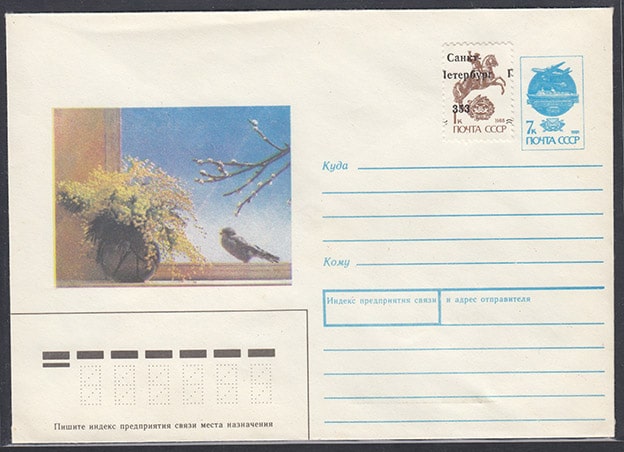 Санкт-
Петербург Г
353
1к 1988
ПОЧТА СССР
7к
ПОЧТА СССР
Куда
Кому
Индекс предприятия связи и адрес отправителя
Пишите индекс предприятия связи места назначения